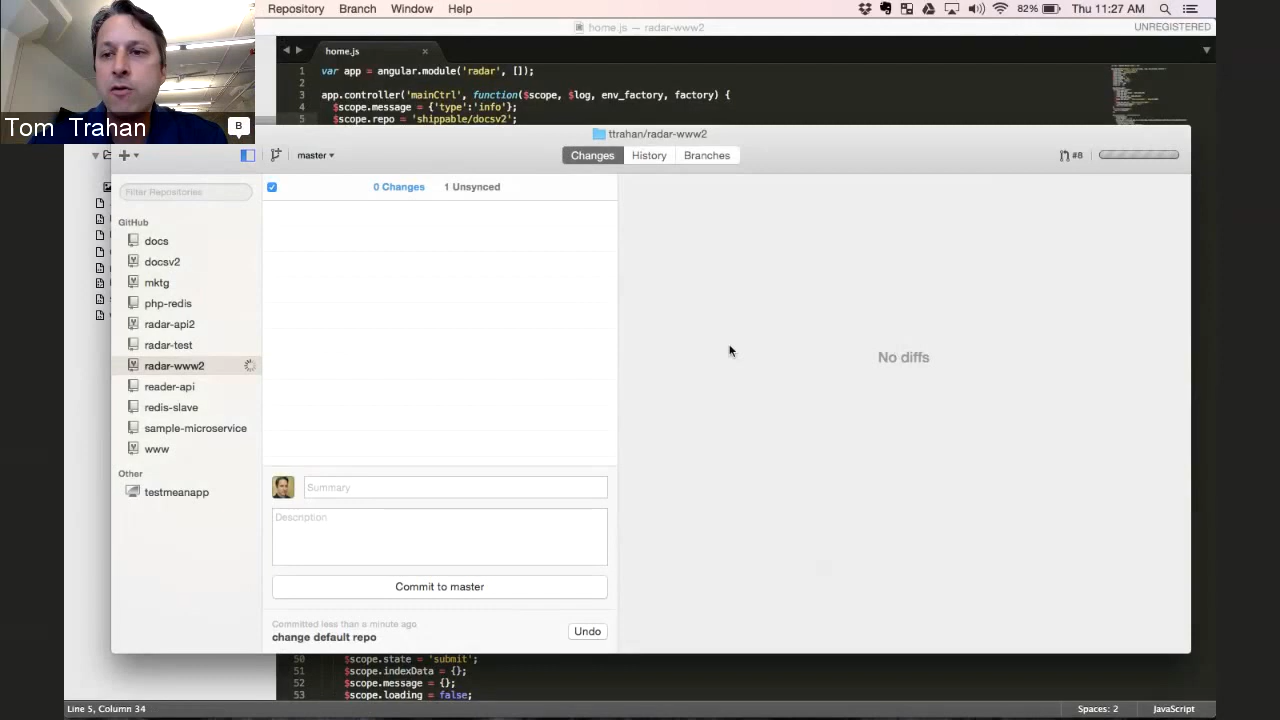 Repository Branch Window Help
82% Thu 11:27 AM
home.js — radar-www2
UNREGISTERED
home.js
1 var app = angular.module('radar', []);
2
3 app.controller('mainCtrl', function($scope, $log, env_factory, factory) {
4 $scope.message = {'type':'info'};
5 $scope.repo = 'shippable/docsv2';
Tom Trahan
B
ttrahan/radar-www2
master
Changes History Branches
#8
Filter Repositories
0 Changes 1 Unsynced
GitHub
docs
docsv2
mktg
php-redis
radar-api2
radar-test
radar-www2
reader-api
redis-slave
sample-microservice
www
Other
testmeanapp
No diffs
Summary
Description
Commit to master
Committed less than a minute ago
change default repo
Undo
50 $scope.state = 'submit';
51 $scope.indexData = {};
52 $scope.message = {};
53 $scope.loading = false;
Line 5, Column 34
Spaces: 2
JavaScript